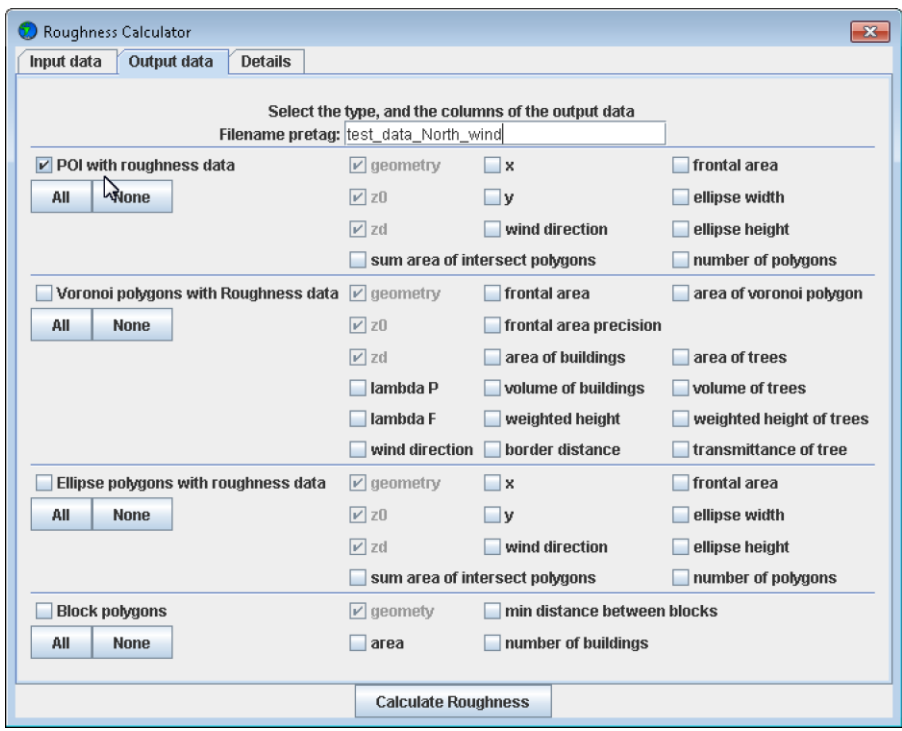 Roughness Calculator
Input data Output data Details
Select the type, and the columns of the output data
Filename pretag: test_data_North_wind
POI with roughness data geometry x frontal area
All None z0 y ellipse width
zd wind direction ellipse height
sum area of intersect polygons number of polygons
Voronoi polygons with Roughness data geometry frontal area area of voronoi polygon
All None z0 frontal area precision
zd area of buildings area of trees
lambda P volume of buildings volume of trees
lambda F weighted height weighted height of trees
wind direction border distance transmittance of tree
Ellipse polygons with roughness data geometry x frontal area
All None z0 y ellipse width
zd wind direction ellipse height
sum area of intersect polygons number of polygons
Block polygons geomety min distance between blocks
All None area number of buildings
Calculate Roughness